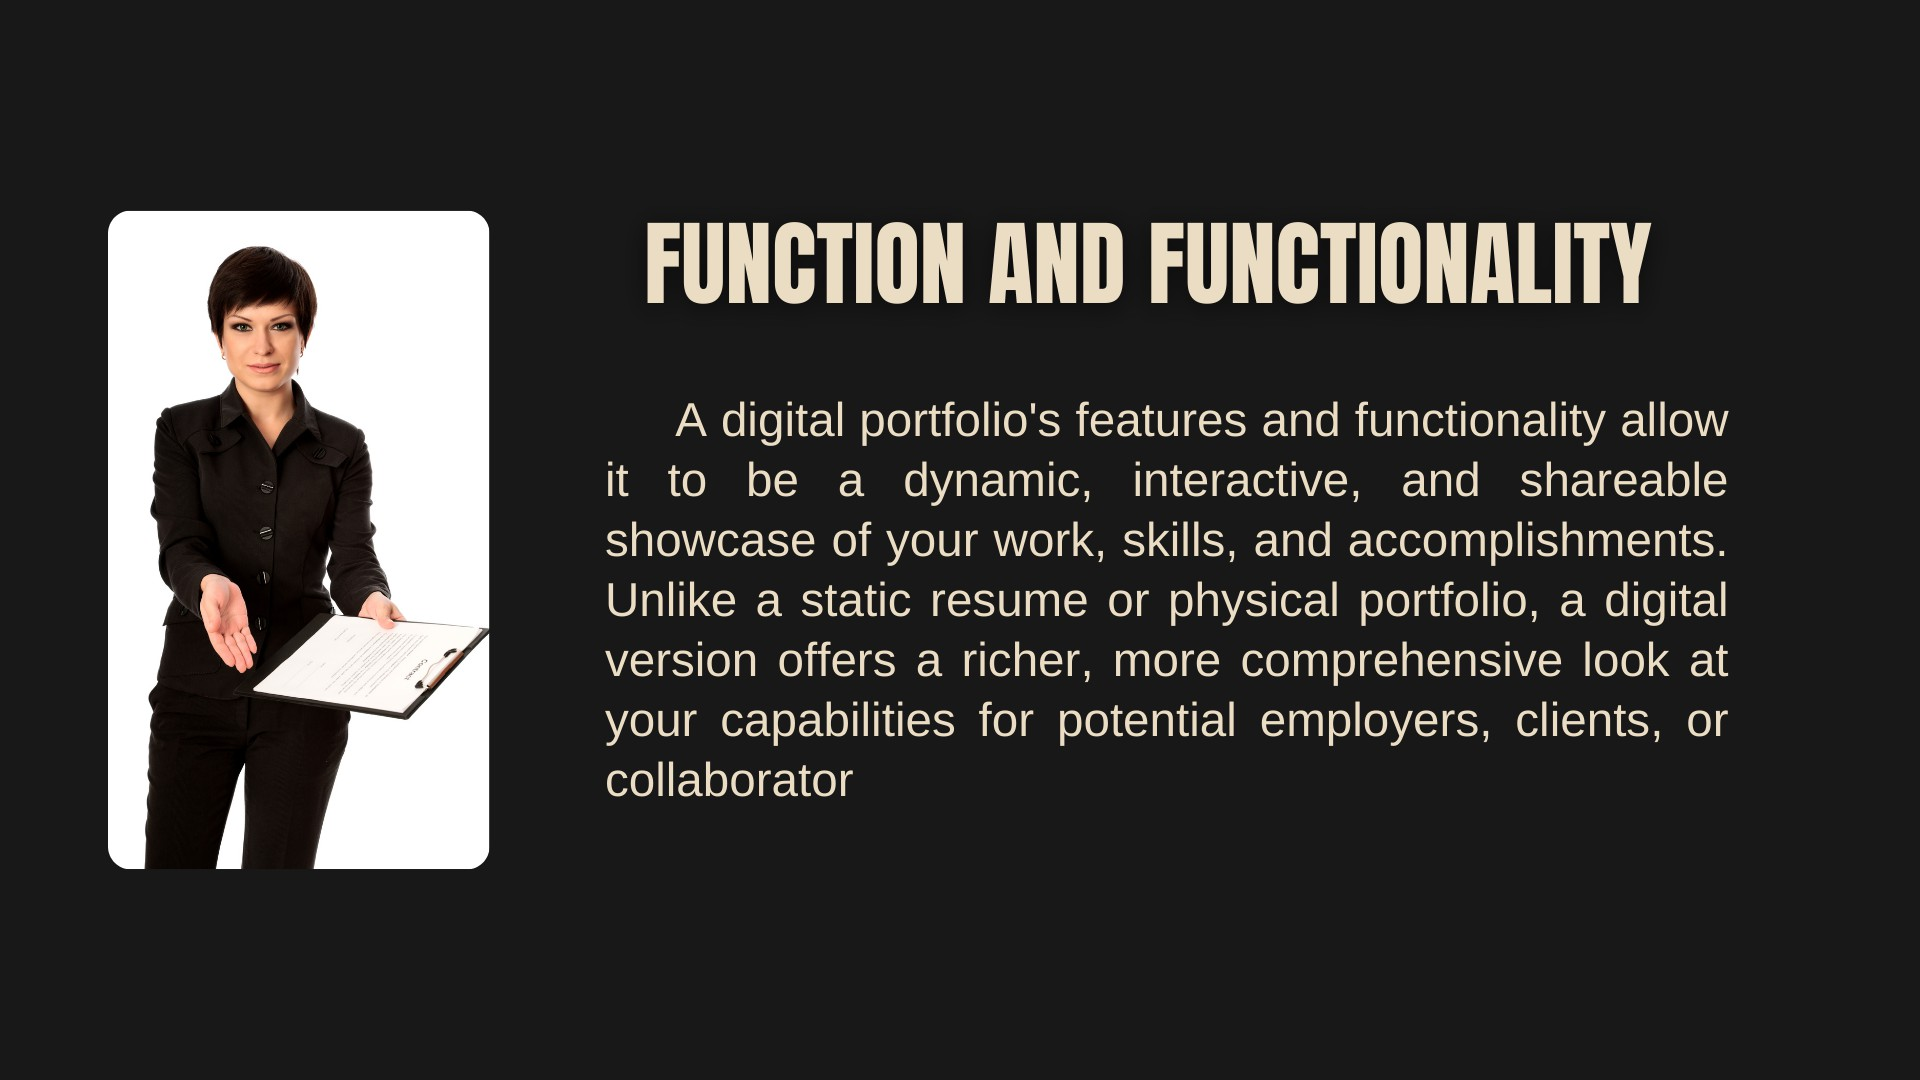 FUNCTION AND FUNCTIONALITY
A digital portfolio's features and functionality allow
it to be a dynamic, interactive, and shareable
showcase of your work, skills, and accomplishments.
Unlike a static resume or physical portfolio, a digital
version offers a richer, more comprehensive look at
your capabilities for potential employers, clients, or
collaborator
Contract